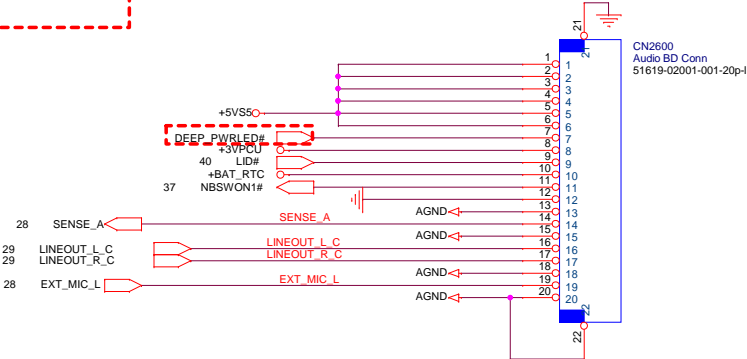 21
21
CN2600
Audio BD Conn
51619-02001-001-20p-l
1 1
2 2
3 3
4 4
+5VS5 5 5
6 6
DEEP_PWRLED# 7 7
+3VPCU 8 8
40 LID# 9 9
+BAT_RTC 10 10
37 NBSWON1# 11 11
12 12
AGND 13 13
28 SENSE_A SENSE_A 14 14
AGND 15 15
29 LINEOUT_L_C LINEOUT_L_C 16 16
29 LINEOUT_R_C LINEOUT_R_C 17 17
AGND 18 18
28 EXT_MIC_L EXT_MIC_L 19 19
AGND 20 20
22
22